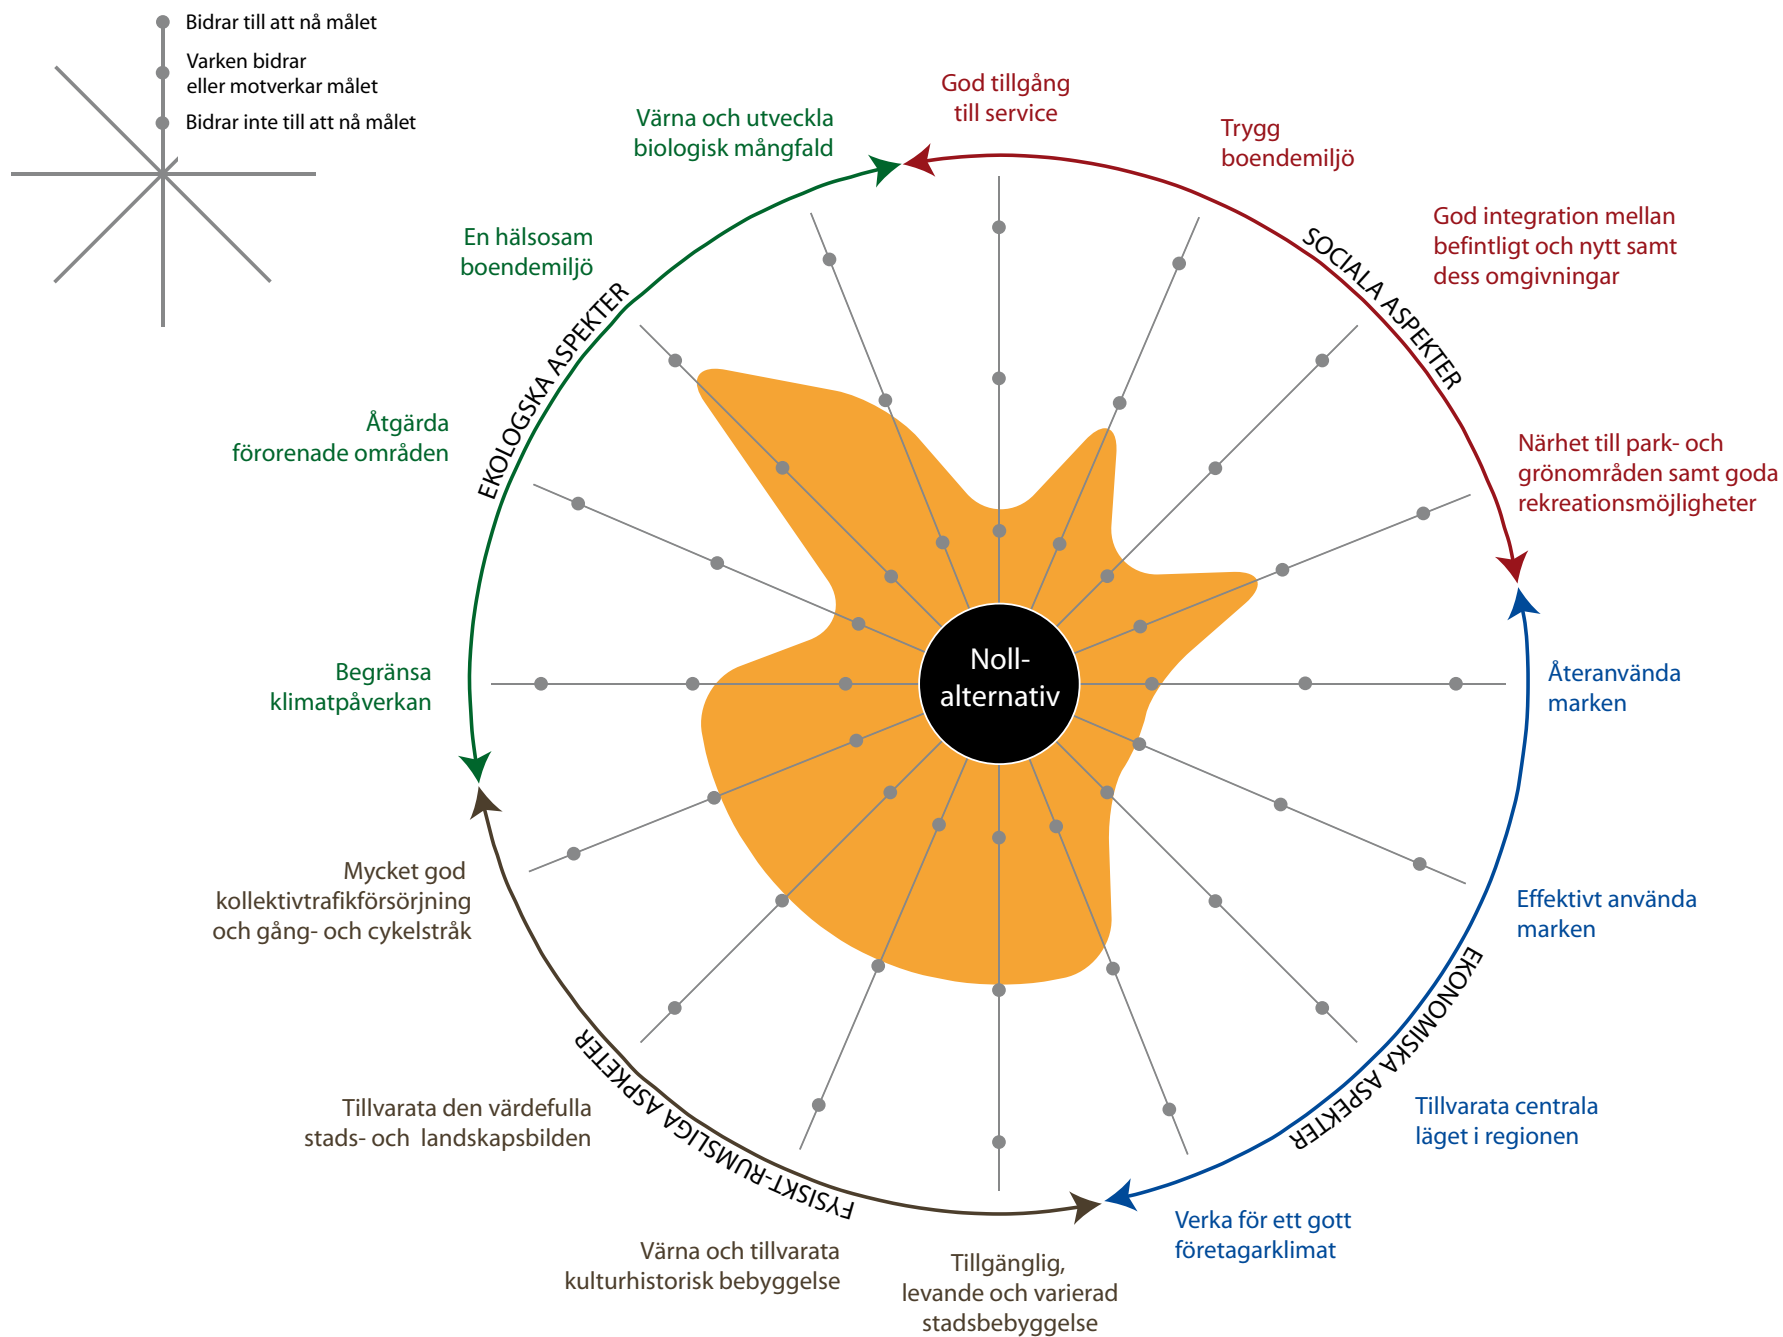 Bidrar till att nå målet
Varken bidrar
eller motverkar målet
Bidrar inte till att nå målet
God tillgång
till service
Trygg
boendemiljö
God integration mellan
befintligt och nytt samt
dess omgivningar
Närhet till park- och
grönområden samt goda
rekreationsmöjligheter
SOCIALA ASPEKTER
Återanvända
marken
Effektivt använda
marken
Tillvarata centrala
läget i regionen
Verka för ett gott
företagarklimat
EKONOMISKA ASPEKTER
Tillgänglig,
levande och varierad
stadsbebyggelse
Värna och tillvarata
kulturhistorisk bebyggelse
Tillvarata den värdefulla
stads- och landskapsbilden
Mycket god
kollektivtrafikförsörjning
och gång- och cykelstråk
FYSISKT-RUMSLIGA ASPKETER
Begränsa
klimatpåverkan
Åtgärda
förorenade områden
En hälsosam
boendemiljö
Värna och utveckla
biologisk mångfald
EKOLOGSKA ASPEKTER
Noll-
alternativ